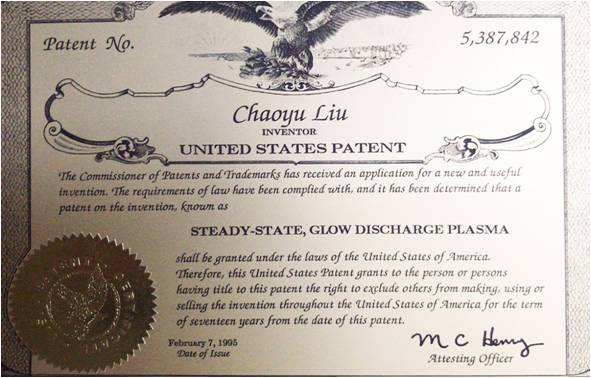 Patent No. 5,387,842
Chaoyu Liu
INVENTOR
UNITED STATES PATENT
The Commissioner of Patents and Trademarks has received an application for a new and useful
invention. The requirements of law have been complied with, and it has been determined that a
patent on the invention, known as
STEADY-STATE, GLOW DISCHARGE PLASMA
shall be granted under the laws of the United States of America.
Therefore, this United States Patent grants to the person or persons
having title to this patent the right to exclude others from making, using or
selling the invention throughout the United States of America for the term
of seventeen years from the date of this patent.
February 7, 1995
Date of Issue
M C Henry
Attesting Officer